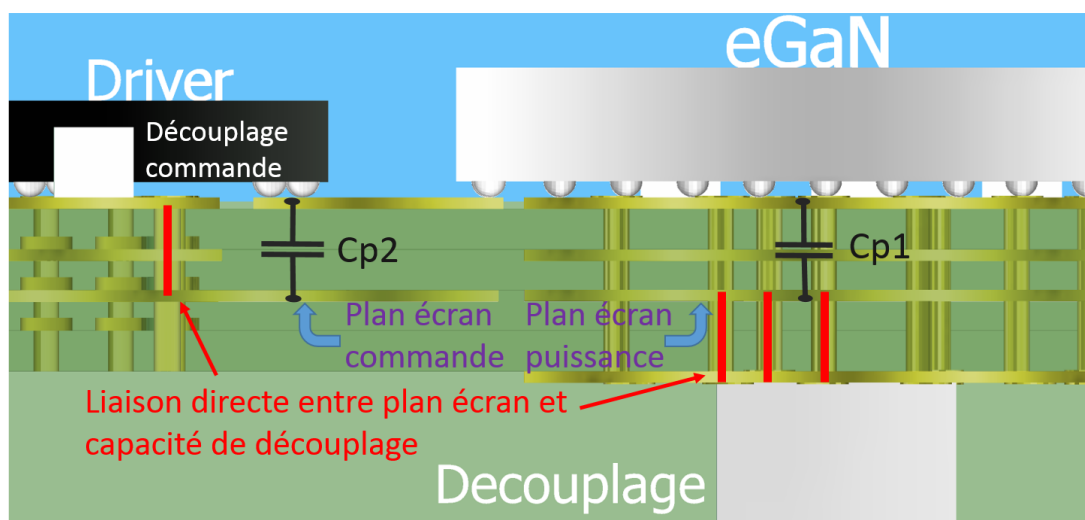 eGaN
Driver
Découplage
commande
Cp2
Cp1
Plan écran
commande
Plan écran
puissance
Liaison directe entre plan écran et
capacité de découplage
Decouplage